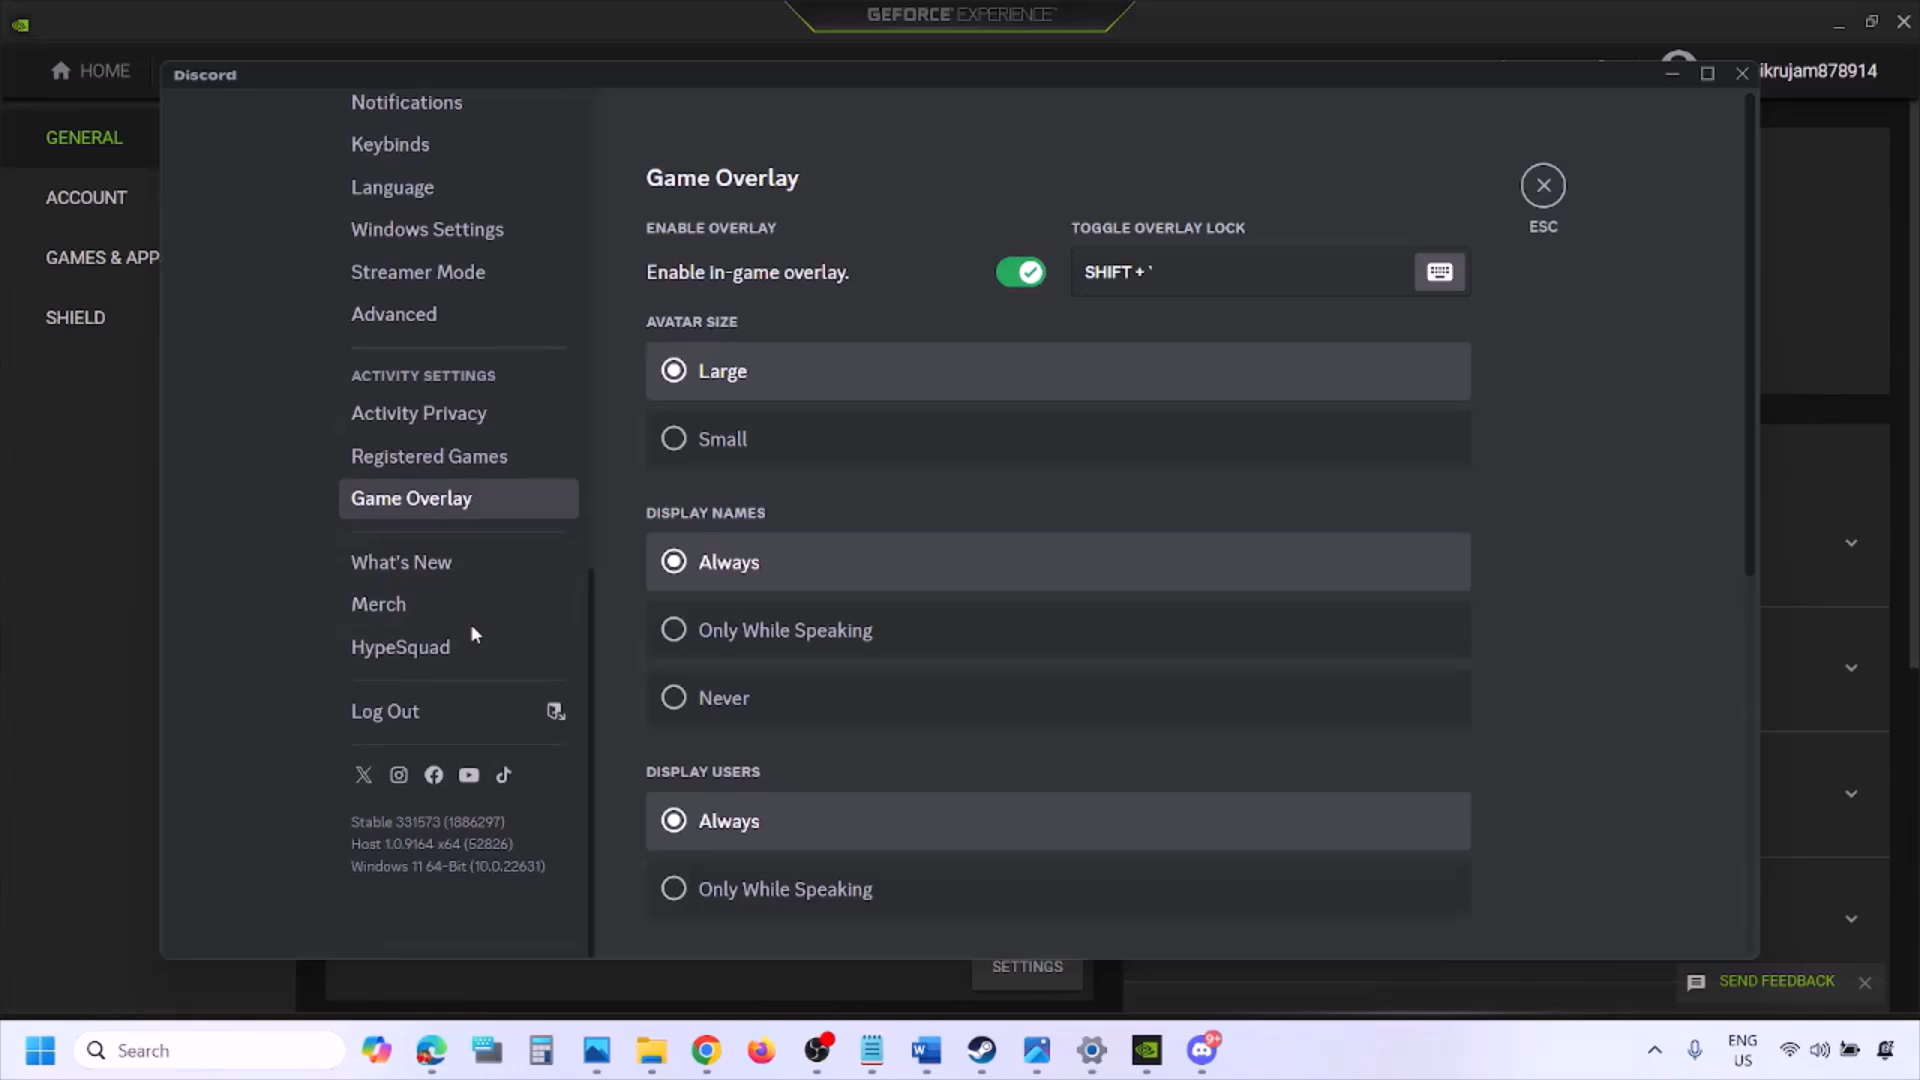 GEFORCE EXPERIENCE
HOME
ikrujam878914
Discord
GENERAL
ACCOUNT
GAMES & APP
SHIELD
Notifications
Keybinds
Language
Windows Settings
Streamer Mode
Advanced
ACTIVITY SETTINGS
Activity Privacy
Registered Games
Game Overlay
What's New
Merch
HypeSquad
Log Out
Stable 331573 (1886297)
Host 1.0.9164 x64 (52826)
Windows 11 64-Bit (10.0.22631)
Game Overlay
ESC
ENABLE OVERLAY
Enable in-game overlay.
TOGGLE OVERLAY LOCK
SHIFT + `
AVATAR SIZE
Large
Small
DISPLAY NAMES
Always
Only While Speaking
Never
DISPLAY USERS
Always
Only While Speaking
SETTINGS
SEND FEEDBACK
Search
9+
ENG
US